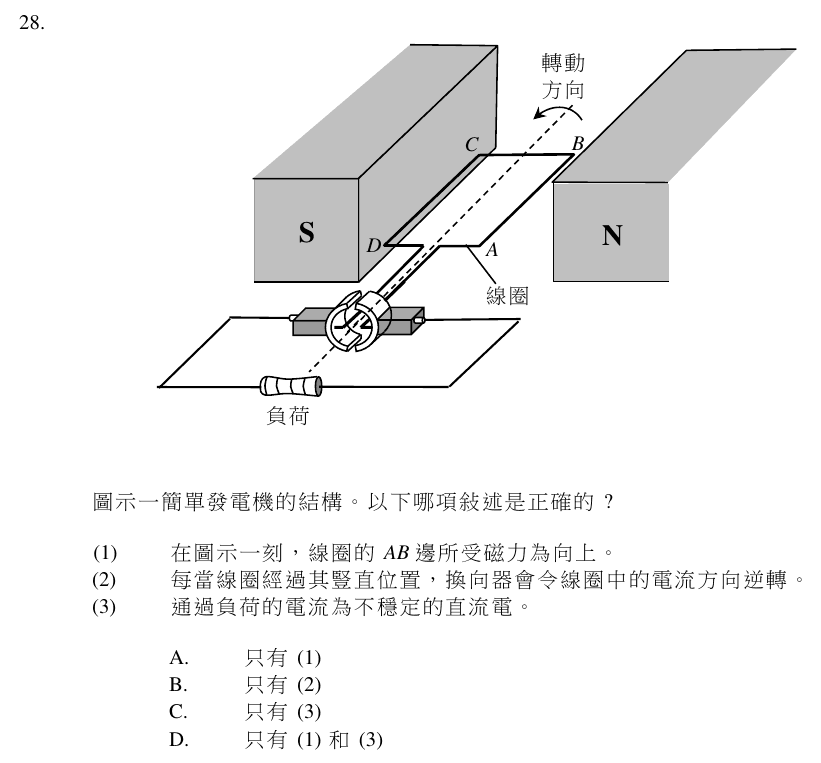 28.
轉動
方向
C
B
S
N
D
A
線圈
負荷
圖示一簡單發電機的結構。以下哪項敍述是正確的?
(1) 在圖示一刻,線圈的 AB 邊所受磁力為向上。
(2) 每當線圈經過其豎直位置,換向器會令線圈中的電流方向逆轉。
(3) 通過負荷的電流為不穩定的直流電。
A. 只有 (1)
B. 只有 (2)
C. 只有 (3)
D. 只有 (1) 和 (3)